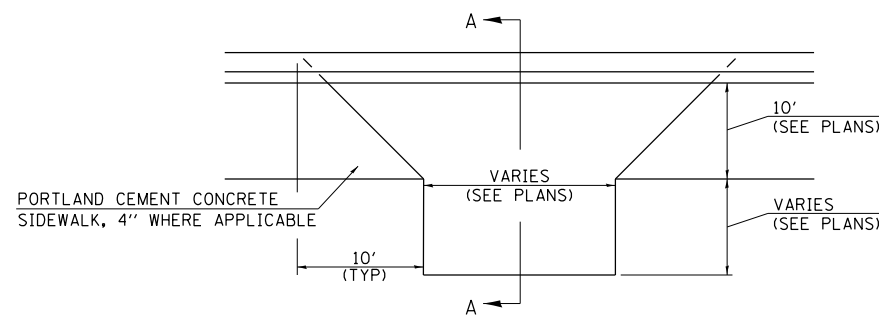 A
10'
(SEE PLANS)
VARIES
(SEE PLANS)
PORTLAND CEMENT CONCRETE
SIDEWALK, 4" WHERE APPLICABLE
VARIES
(SEE PLANS)
10'
(TYP)
A